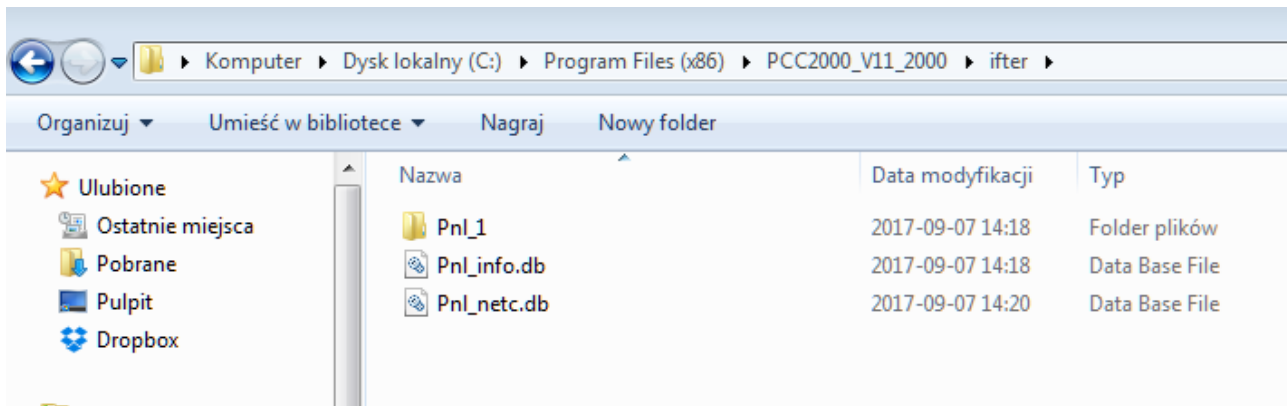 Komputer ▸ Dysk lokalny (C:) ▸ Program Files (x86) ▸ PCC2000_V11_2000 ▸ ifter ▸
Organizuj Umieść w bibliotece Nagraj Nowy folder
Ulubione
Ostatnie miejsca
Pobrane
Pulpit
Dropbox
Nazwa Data modyfikacji Typ
Pnl_1 2017-09-07 14:18 Folder plików
Pnl_info.db 2017-09-07 14:18 Data Base File
Pnl_netc.db 2017-09-07 14:20 Data Base File